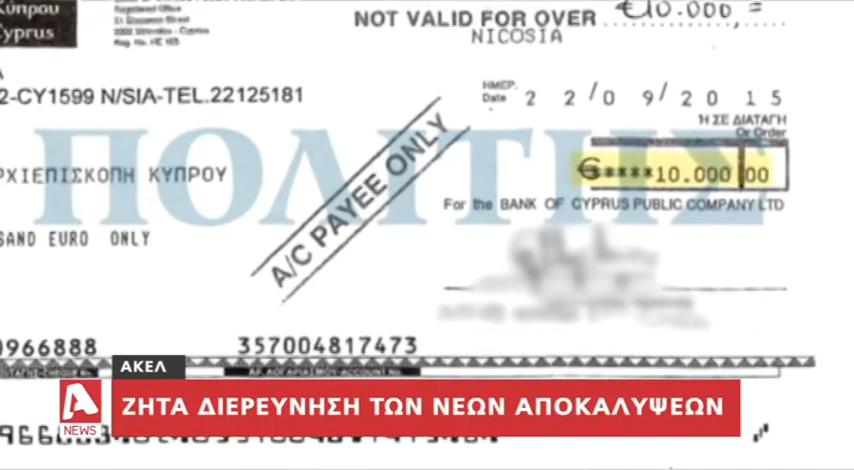 Κύπρου
Cyprus
Registered Office
NOT VALID FOR OVER €10.000,=
NICOSIA
2-CY1599 N/SIA-TEL.22125181
ΗΜΕΡ.
Date 2 2/0 9/2 0 1 5
Ή ΣΕ ΔΙΑΤΑΓΗ
Or Order
ΠΟΛΙΤΗΣ
ΡΧΙΕΠΙΣΚΟΠΗ ΚΥΠΡΟΥ
€*****10.000 00
A/C PAYEE ONLY
For the BANK OF CYPRUS PUBLIC COMPANY LTD
SAND EURO ONLY
0966888
357004817473
ΑΚΕΛ
A NEWS
ΖΗΤΑ ΔΙΕΡΕΥΝΗΣΗ ΤΩΝ ΝΕΩΝ ΑΠΟΚΑΛΥΨΕΩΝ